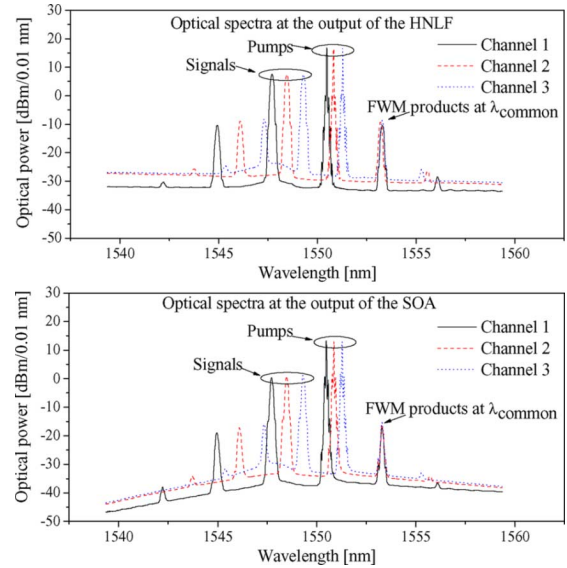 Optical spectra at the output of the HNLF
Pumps
Signals
Channel 1
Channel 2
Channel 3
FWM products at λcommon
Optical power [dBm/0.01 nm]
30
20
10
0
-10
-20
-30
-40
50
1540 1545 1550 1555 1560
Wavelength [nm]
Optical spectra at the output of the SOA
Pumps
Signals
Channel 1
Channel 2
Channel 3
FWM products at λcommon
Optical power [dBm/0.01 nm]
30
20
10
0
-10
-20
-30
-40
-50
1540 1545 1550 1555 1560
Wavelength [nm]